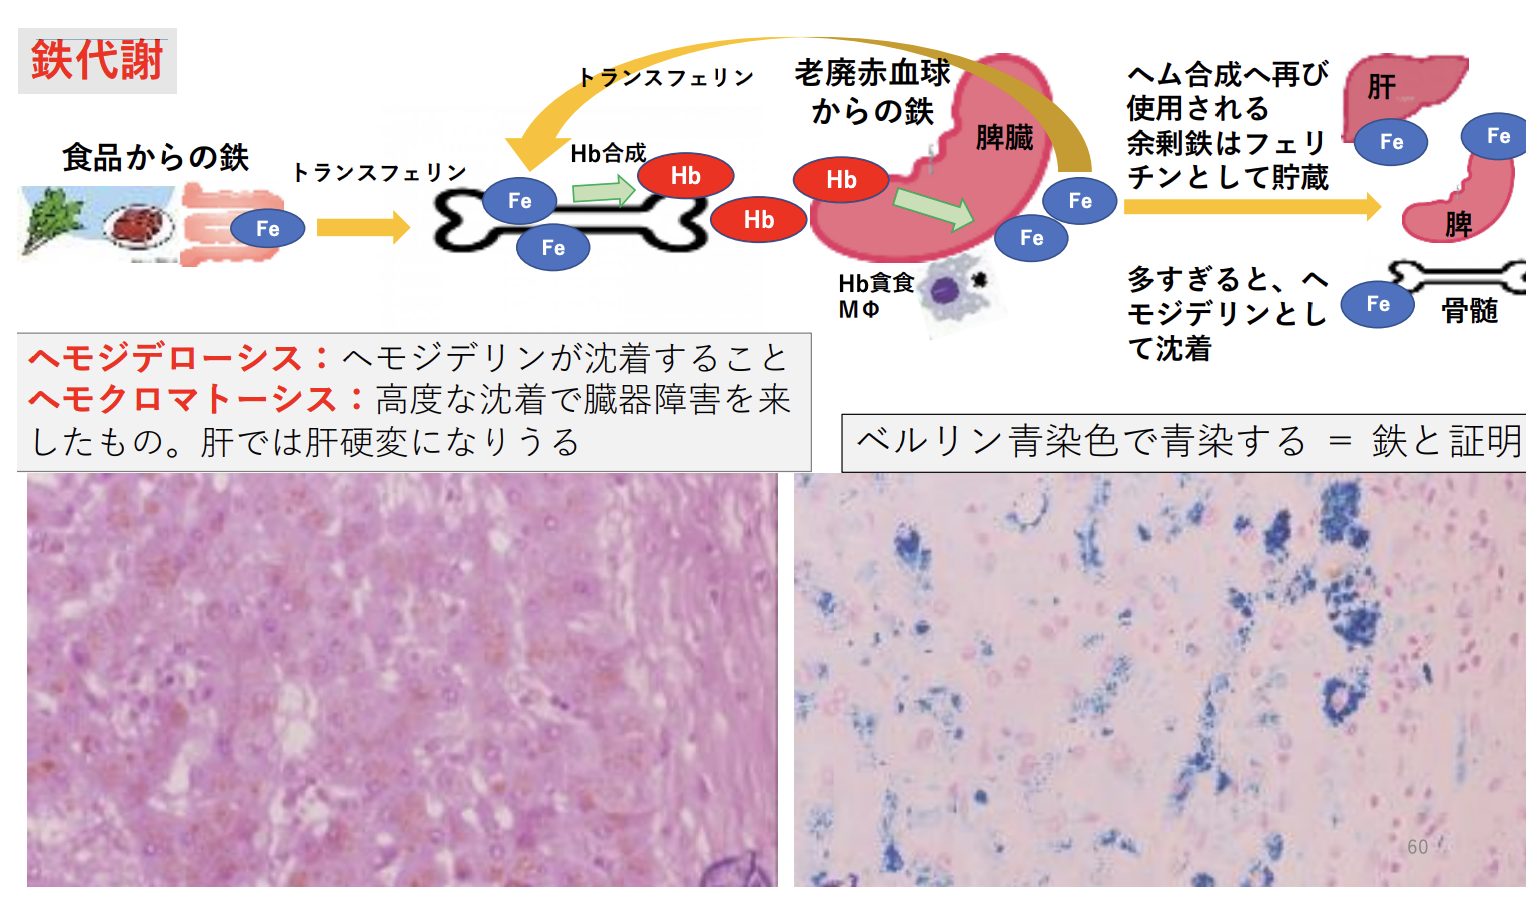 鉄代謝
食品からの鉄
Fe
トランスフェリン
トランスフェリン
Fe
Fe
Hb合成
Hb
Hb
老廃赤血球
からの鉄
Hb
脾臓
Fe
Fe
Hb貪食
MΦ
ヘム合成へ再び
使用される
余剰鉄はフェリ
チンとして貯蔵
多すぎると、ヘ
モジデリンとし
て沈着
肝
Fe
Fe
脾
Fe
骨髄
ヘモジデローシス：ヘモジデリンが沈着すること
ヘモクロマトーシス：高度な沈着で臓器障害を来
したもの。肝では肝硬変になりうる
ベルリン青染色で青染する = 鉄と証明
60